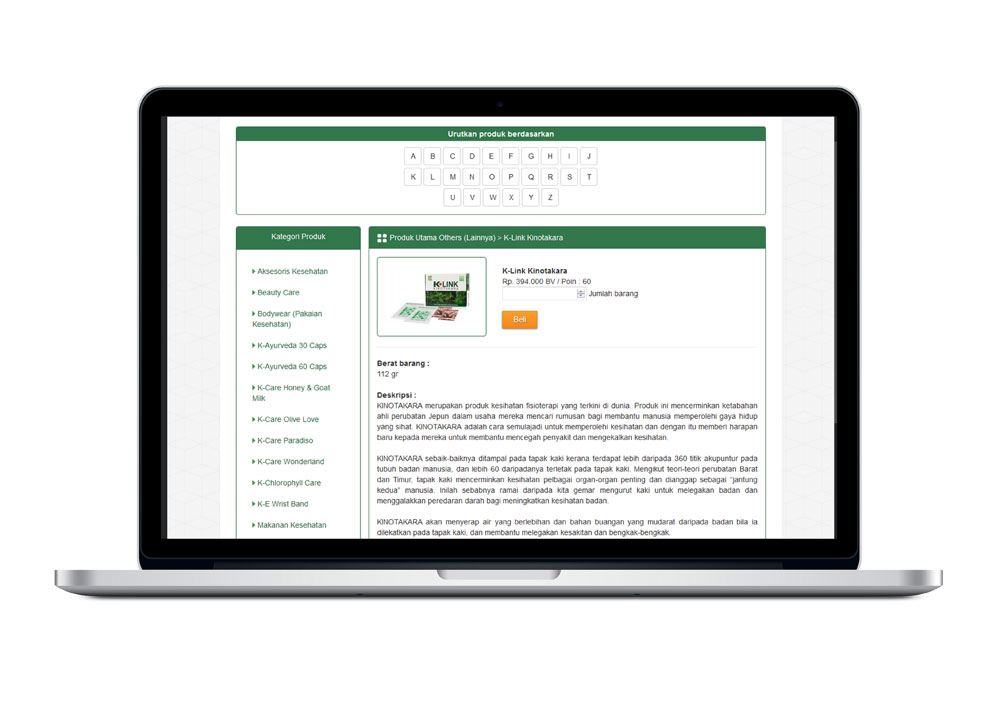 Urutkan produk berdasarkan
A B C D E F G H I J
K L M N O P Q R S T
U V W X Y Z
Kategori Produk
Aksesoris Kesehatan
Beauty Care
Bodywear (Pakaian
Kesehatan)
K-Ayurveda 30 Caps
K-Ayurveda 60 Caps
K-Care Honey & Goat
Milk
K-Care Olive Love
K-Care Paradiso
K-Care Wonderland
K-Chlorophyll Care
K-E Wrist Band
Makanan Kesehatan
Produk Utama Others (Lainnya) > K-Link Kinotakara
K-LINK
KINOTAKARA
K-Link Kinotakara
Rp. 394.000 BV / Poin : 60
Jumlah barang
Beli
Berat barang :
112 gr
Deskripsi :
KINOTAKARA merupakan produk kesihatan fisioterapi yang terkini di dunia. Produk ini mencerminkan ketabahan
ahli perubatan Jepun dalam usaha mereka mencari rumusan bagi membantu manusia memperolehi gaya hidup
yang sihat. KINOTAKARA adalah cara semulajadi untuk memperolehi kesihatan dan dengan itu memberi harapan
baru kepada mereka untuk membantu mencegah penyakit dan mengekalkan kesihatan.
KINOTAKARA sebaik-baiknya ditampal pada tapak kaki kerana terdapat lebih daripada 360 titik akupuntur pada
tubuh badan manusia, dan lebih 60 daripadanya terletak pada tapak kaki. Mengikut teori-teori perubatan Barat
dan Timur, tapak kaki mencerminkan kesihatan pelbagai organ-organ penting dan dianggap sebagai "jantung
kedua" manusia. Inilah sebabnya ramai daripada kita gemar mengurut kaki untuk melegakan badan dan
menggalakkan peredaran darah bagi meningkatkan kesihatan badan.
KINOTAKARA akan menyerap air yang berlebihan dan bahan buangan yang mudarat daripada badan bila ia
dilekatkan pada tapak kaki, dan membantu melegakan kesakitan dan bengkak-bengkak.